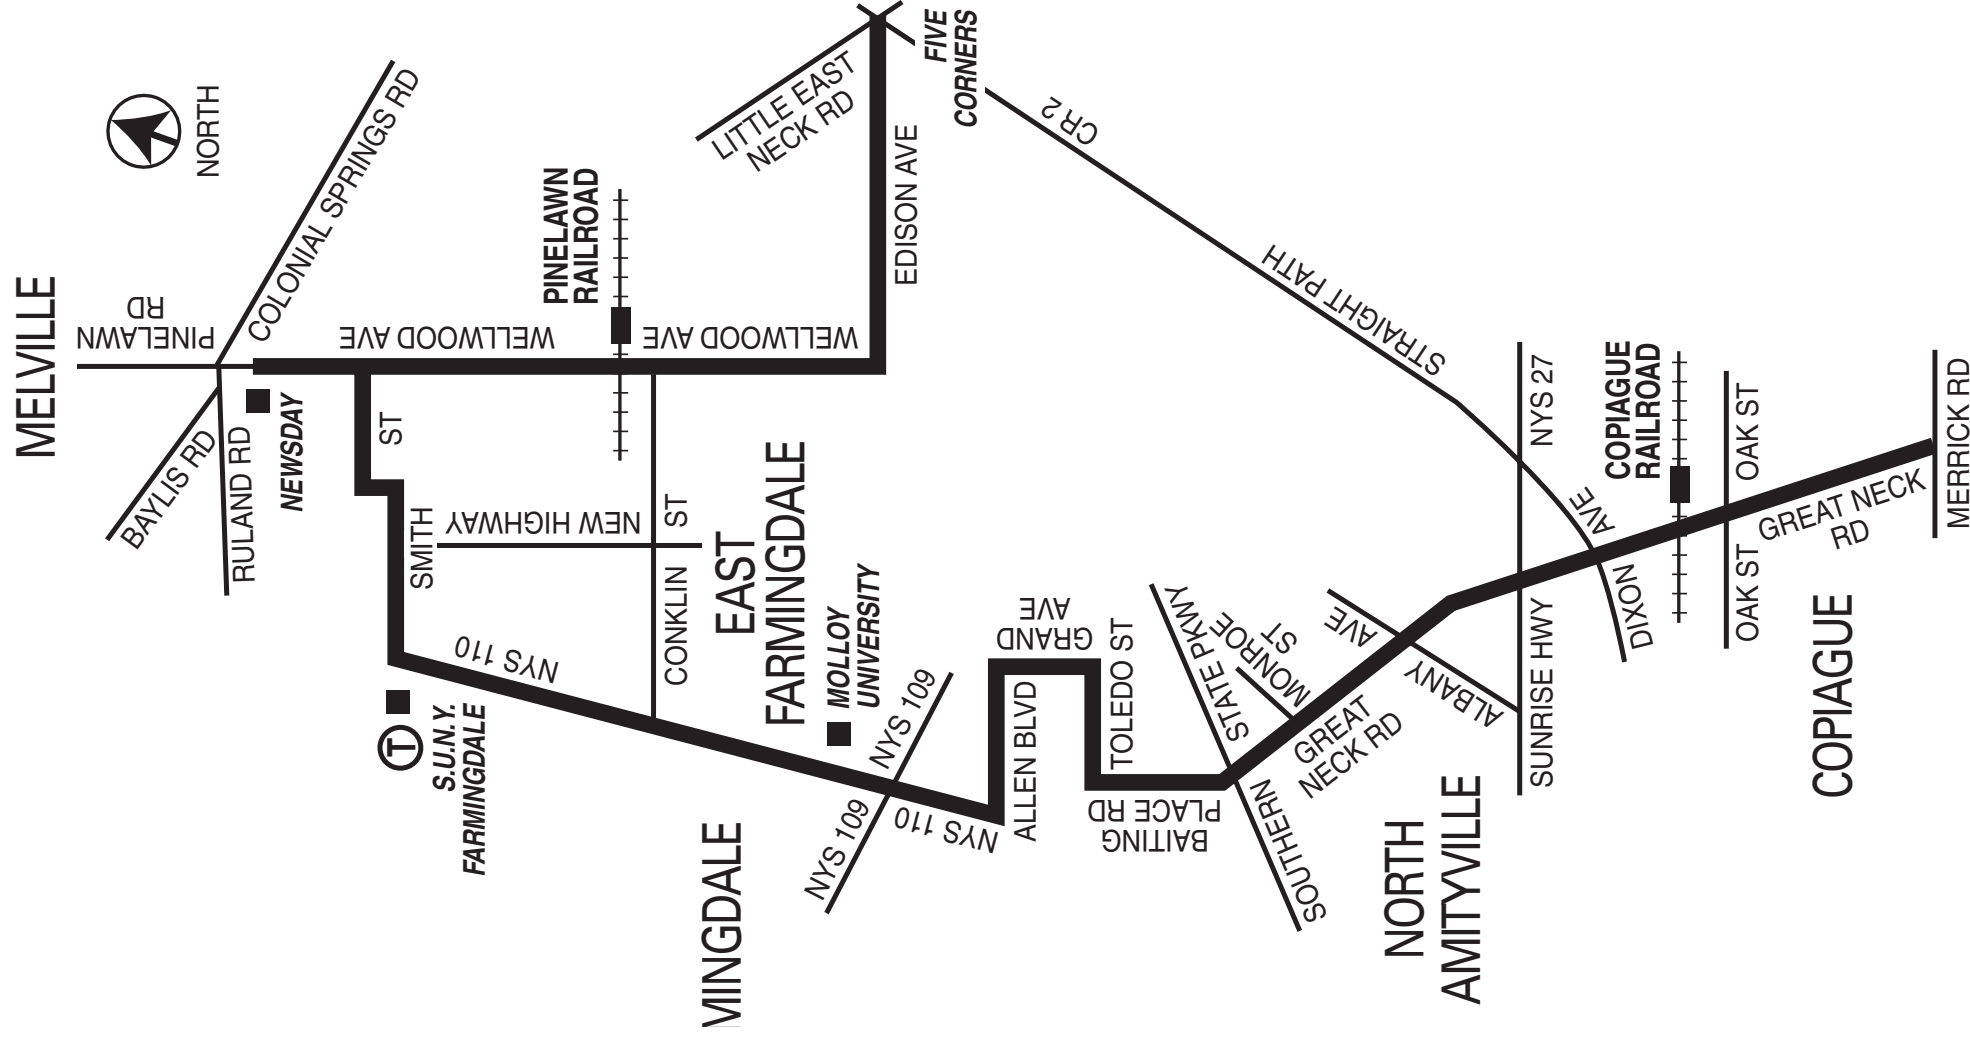 MELVILLE
PINELAWN
RD
NORTH
COLONIAL SPRINGS RD
BAYLIS RD
RULAND RD
NEWSDAY
WELLWOOD AVE
WELLWOOD AVE
PINELAWN
RAILROAD
LITTLE EAST
NECK RD
EDISON AVE
FIVE
CORNERS
CR 2
STRAIGHT PATH
SMITH
ST
NEW HIGHWAY
CONKLIN
ST
NYS 110
T
S.U.N.Y.
FARMINGDALE
EAST
FARMINGDALE
MOLLOY
UNIVERSITY
MINGDALE
NYS 109
NYS 109
NYS 110
ALLEN BLVD
GRAND
AVE
TOLEDO ST
BAITING
PLACE RD
SOUTHERN
STATE PKWY
MONROE
ST
GREAT
NECK RD
ALBANY
AVE
NORTH
AMITYVILLE
SUNRISE HWY
NYS 27
DIXON
AVE
COPIAGUE
RAILROAD
OAK ST
OAK ST
GREAT NECK
RD
MERRICK RD
COPIAGUE